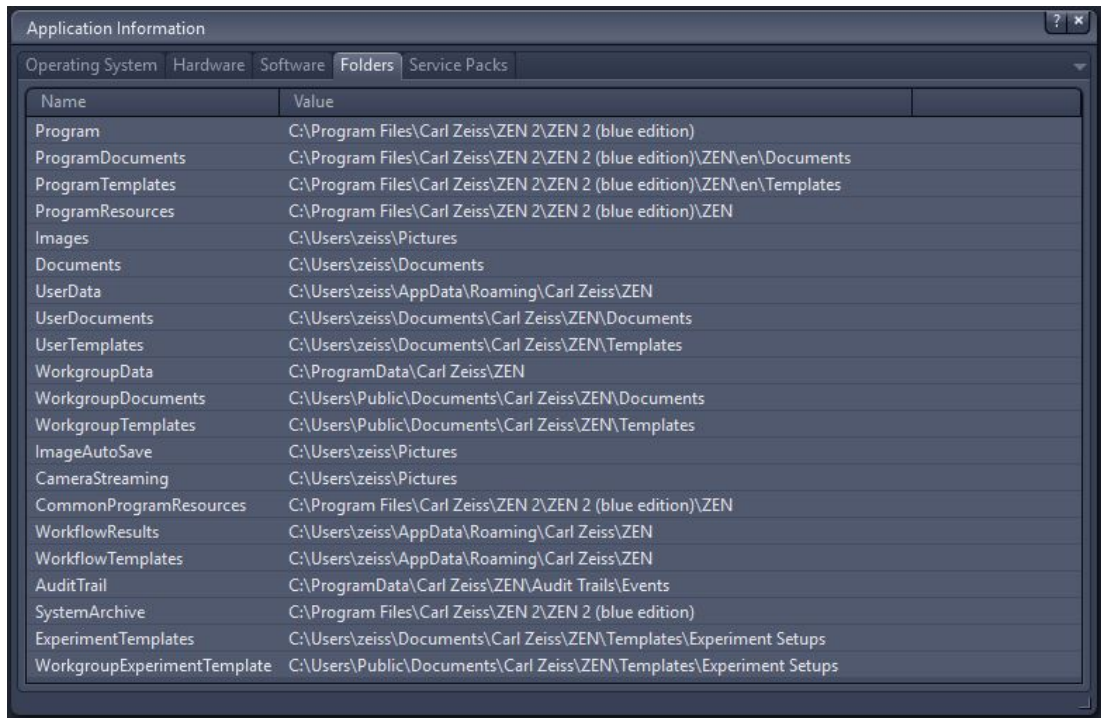 Application Information
? ×
Operating System Hardware Software Folders Service Packs
Name Value
Program C:\Program Files\Carl Zeiss\ZEN 2\ZEN 2 (blue edition)
ProgramDocuments C:\Program Files\Carl Zeiss\ZEN 2\ZEN 2 (blue edition)\ZEN\en\Documents
ProgramTemplates C:\Program Files\Carl Zeiss\ZEN 2\ZEN 2 (blue edition)\ZEN\en\Templates
ProgramResources C:\Program Files\Carl Zeiss\ZEN 2\ZEN 2 (blue edition)\ZEN
Images C:\Users\zeiss\Pictures
Documents C:\Users\zeiss\Documents
UserData C:\Users\zeiss\AppData\Roaming\Carl Zeiss\ZEN
UserDocuments C:\Users\zeiss\Documents\Carl Zeiss\ZEN\Documents
UserTemplates C:\Users\zeiss\Documents\Carl Zeiss\ZEN\Templates
WorkgroupData C:\ProgramData\Carl Zeiss\ZEN
WorkgroupDocuments C:\Users\Public\Documents\Carl Zeiss\ZEN\Documents
WorkgroupTemplates C:\Users\Public\Documents\Carl Zeiss\ZEN\Templates
ImageAutoSave C:\Users\zeiss\Pictures
CameraStreaming C:\Users\zeiss\Pictures
CommonProgramResources C:\Program Files\Carl Zeiss\ZEN 2\ZEN 2 (blue edition)\ZEN
WorkflowResults C:\Users\zeiss\AppData\Roaming\Carl Zeiss\ZEN
WorkflowTemplates C:\Users\zeiss\AppData\Roaming\Carl Zeiss\ZEN
AuditTrail C:\ProgramData\Carl Zeiss\ZEN\Audit Trails\Events
SystemArchive C:\Program Files\Carl Zeiss\ZEN 2\ZEN 2 (blue edition)
ExperimentTemplates C:\Users\zeiss\Documents\Carl Zeiss\ZEN\Templates\Experiment Setups
WorkgroupExperimentTemplate C:\Users\Public\Documents\Carl Zeiss\ZEN\Templates\Experiment Setups